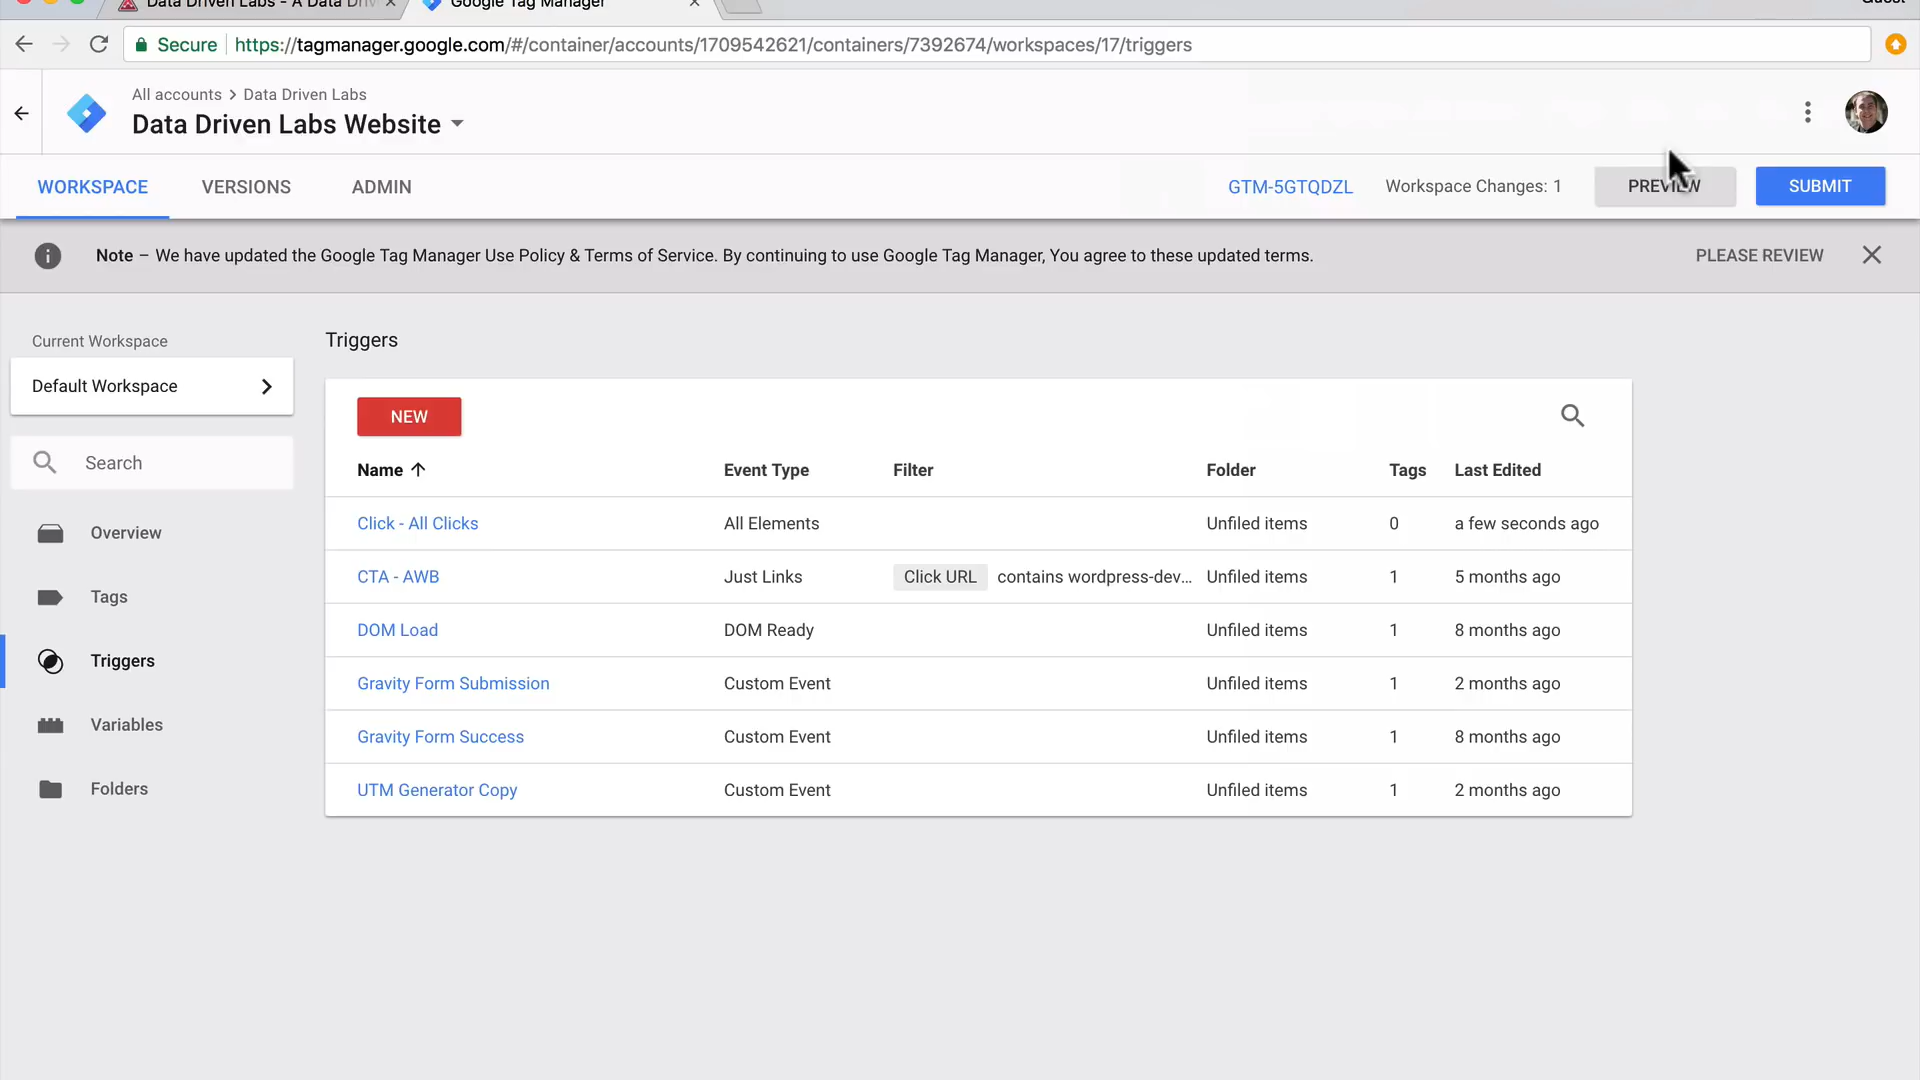 Data Driven Labs - A Data Driv
Google Tag Manager
Guest
Secure https://tagmanager.google.com/#/container/accounts/1709542621/containers/7392674/workspaces/17/triggers
All accounts > Data Driven Labs
Data Driven Labs Website
WORKSPACE VERSIONS ADMIN GTM-5GTQDZL Workspace Changes: 1 PREVIEW SUBMIT
Note – We have updated the Google Tag Manager Use Policy & Terms of Service. By continuing to use Google Tag Manager, You agree to these updated terms. PLEASE REVIEW
Current Workspace
Default Workspace
Search
Overview
Tags
Triggers
Variables
Folders
Triggers
NEW
Name Event Type Filter Folder Tags Last Edited
Click - All Clicks All Elements Unfiled items 0 a few seconds ago
CTA - AWB Just Links Click URL contains wordpress-dev... Unfiled items 1 5 months ago
DOM Load DOM Ready Unfiled items 1 8 months ago
Gravity Form Submission Custom Event Unfiled items 1 2 months ago
Gravity Form Success Custom Event Unfiled items 1 8 months ago
UTM Generator Copy Custom Event Unfiled items 1 2 months ago